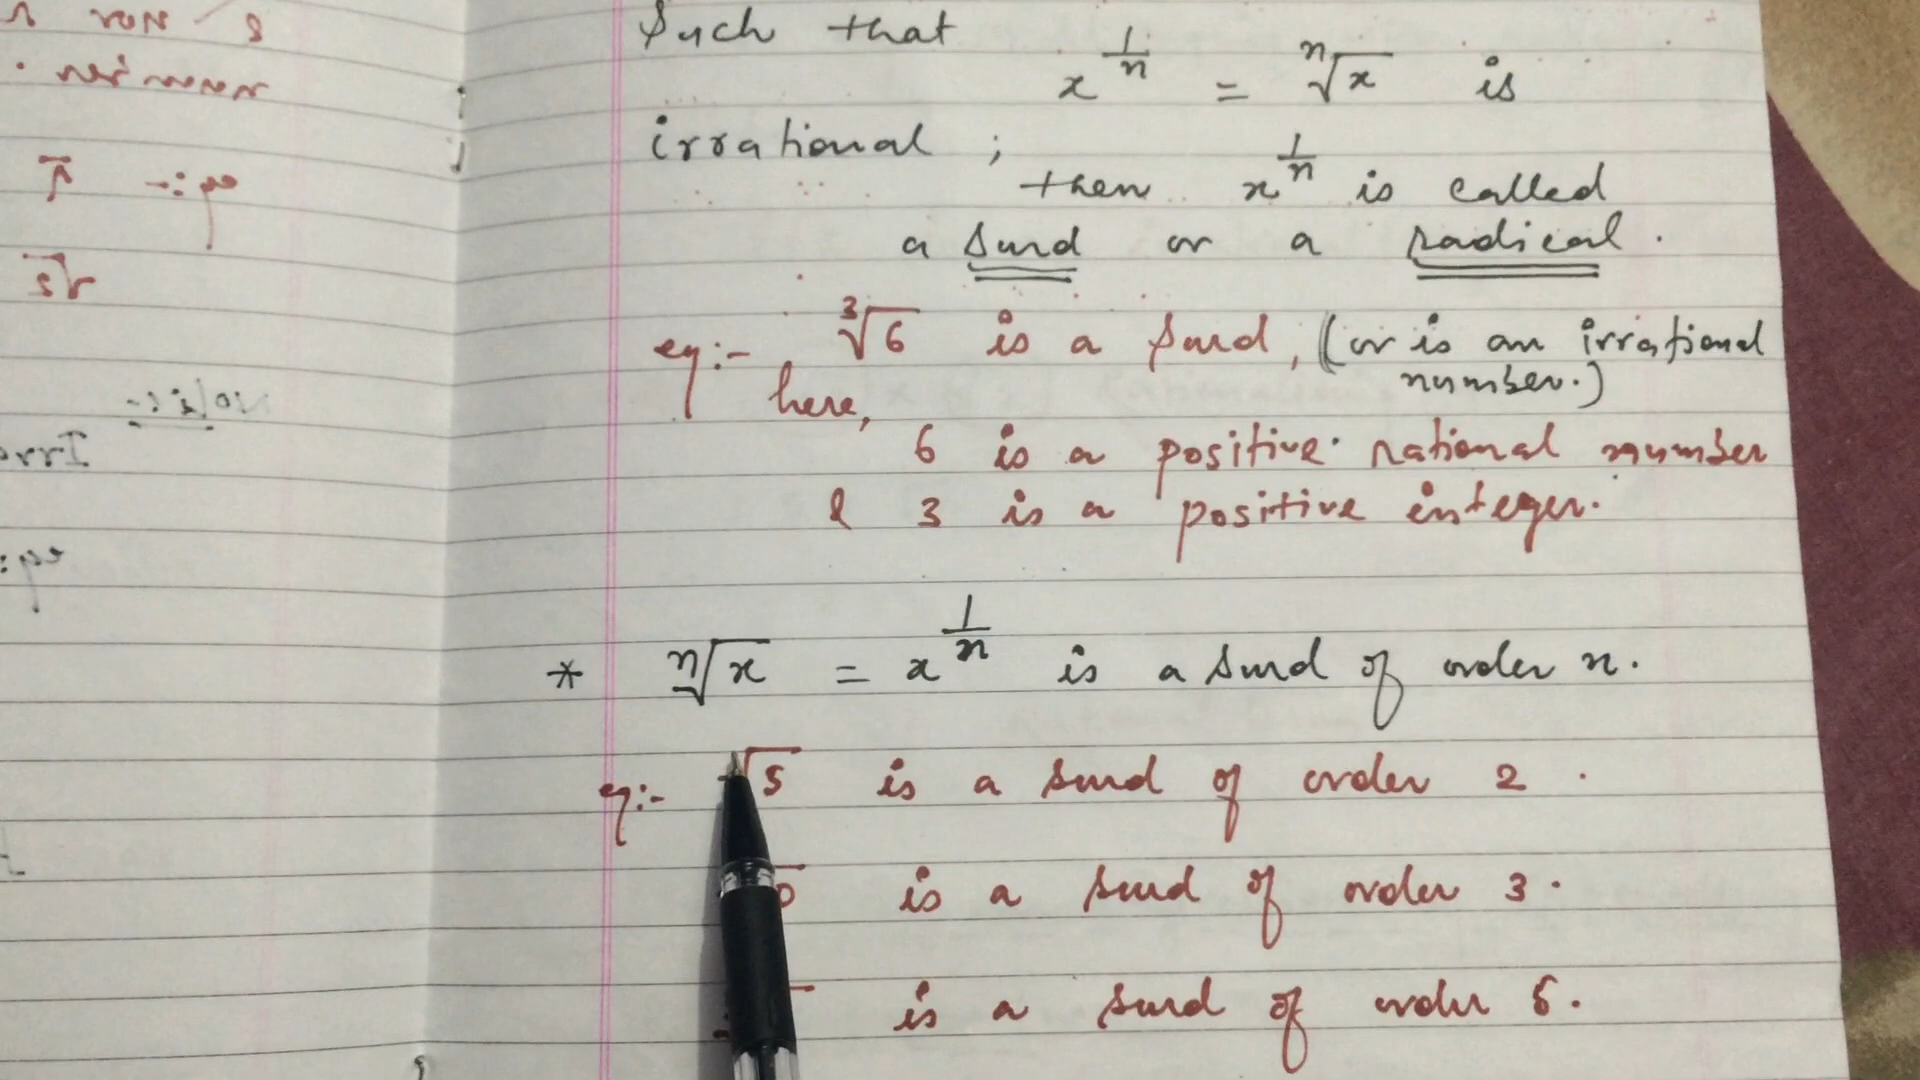 Such that
x^(1/n) = ⁿ√x is
irrational ;
then x^(1/n) is called
a surd or a radical.
eg:- ³√6 is a surd, (or is an irrational
number.)
here,
6 is a positive rational number
& 3 is a positive integer.
* ⁿ√x = x^(1/n) is a surd of order n.
eg:- √5 is a surd of order 2.
is a surd of order 3.
is a surd of order